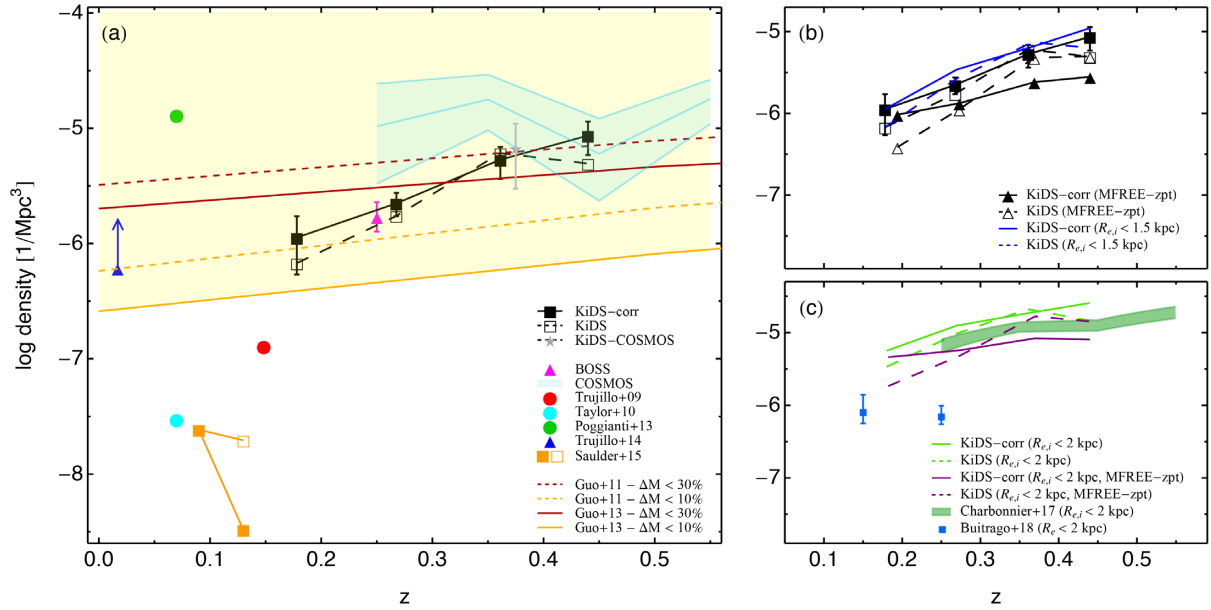 (a)
−4
−5
−6
−7
−8
log density [1/Mpc³]
0.0 0.1 0.2 0.3 0.4 0.5
z
KiDS−corr
KiDS
KiDS−COSMOS
BOSS
COSMOS
Trujillo+09
Taylor+10
Poggianti+13
Trujillo+14
Saulder+15
Guo+11 − ΔM < 30%
Guo+11 − ΔM < 10%
Guo+13 − ΔM < 30%
Guo+13 − ΔM < 10%
(b)
−5
−6
−7
KiDS−corr (MFREE−zpt)
KiDS (MFREE−zpt)
KiDS−corr (Re,i < 1.5 kpc)
KiDS (Re,i < 1.5 kpc)
(c)
−5
−6
−7
KiDS−corr (Re,i < 2 kpc)
KiDS (Re,i < 2 kpc)
KiDS−corr (Re,i < 2 kpc, MFREE−zpt)
KiDS (Re,i < 2 kpc, MFREE−zpt)
Charbonnier+17 (Re,i < 2 kpc)
Buitrago+18 (Re < 2 kpc)
0.1 0.2 0.3 0.4 0.5
z